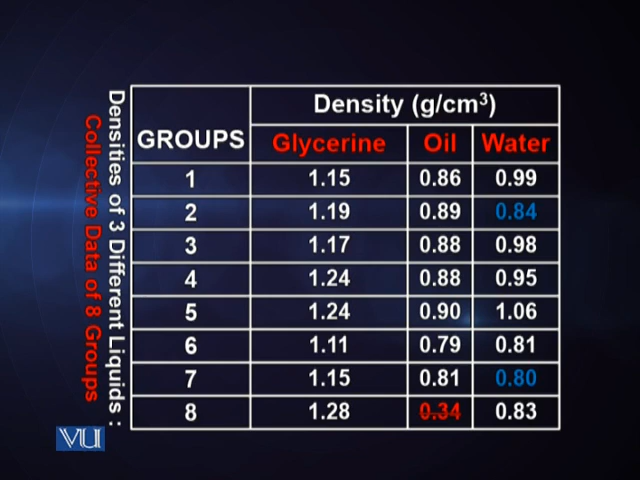 Densities of 3 Different Liquids :
Collective Data of 8 Groups
GROUPS
Density (g/cm³)
Glycerine Oil Water
1 1.15 0.86 0.99
2 1.19 0.89 0.84
3 1.17 0.88 0.98
4 1.24 0.88 0.95
5 1.24 0.90 1.06
6 1.11 0.79 0.81
7 1.15 0.81 0.80
8 1.28 0.34 0.83
VU